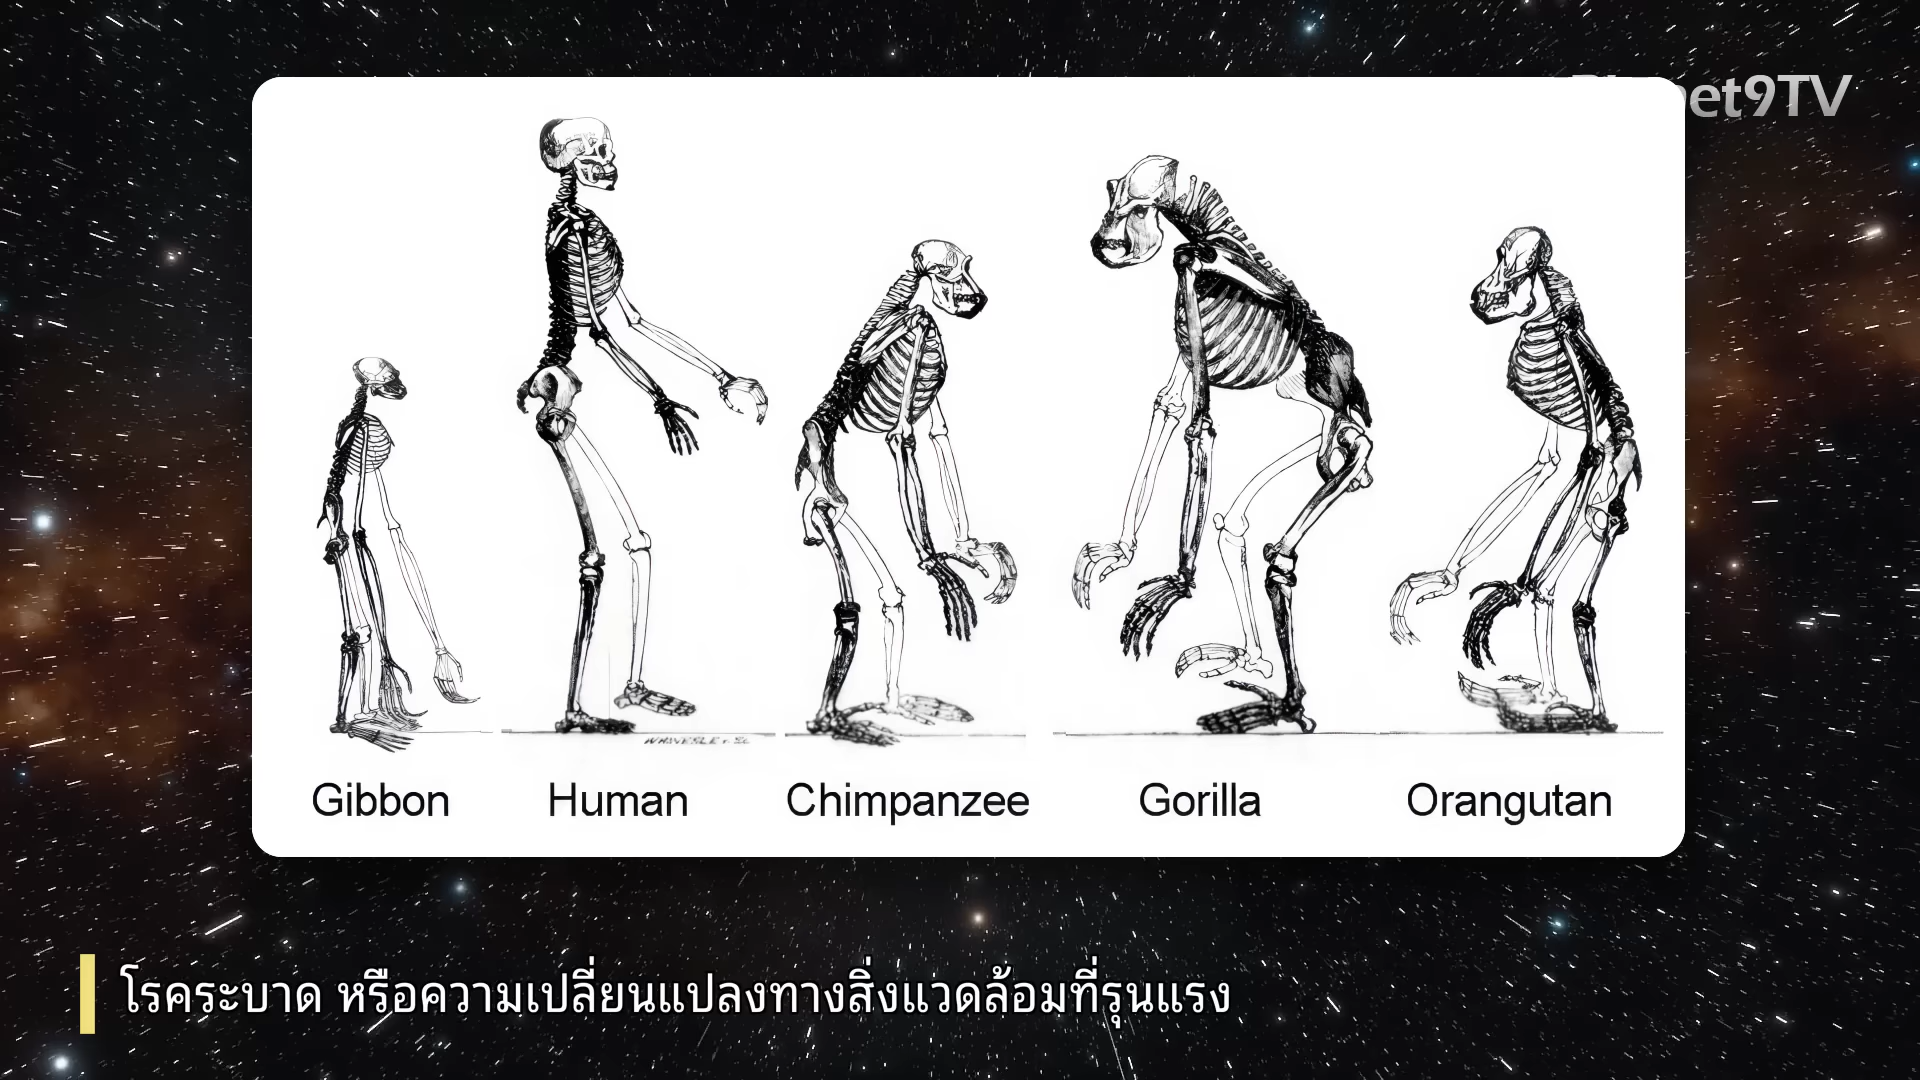 et9TV
Gibbon Human Chimpanzee Gorilla Orangutan
โรคระบาด หรือความเปลี่ยนแปลงทางสิ่งแวดล้อมที่รุนแรง